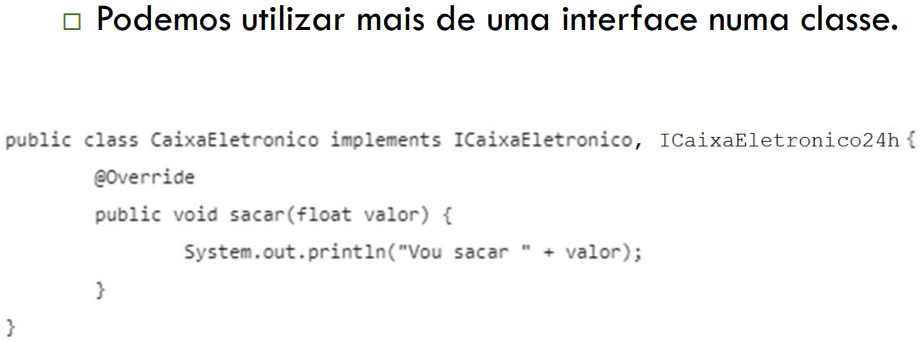 Podemos utilizar mais de uma interface numa classe.
public class CaixaEletronico implements ICaixaEletronico, ICaixaEletronico24h {
@Override
public void sacar(float valor) {
System.out.println("Vou sacar " + valor);
}
}